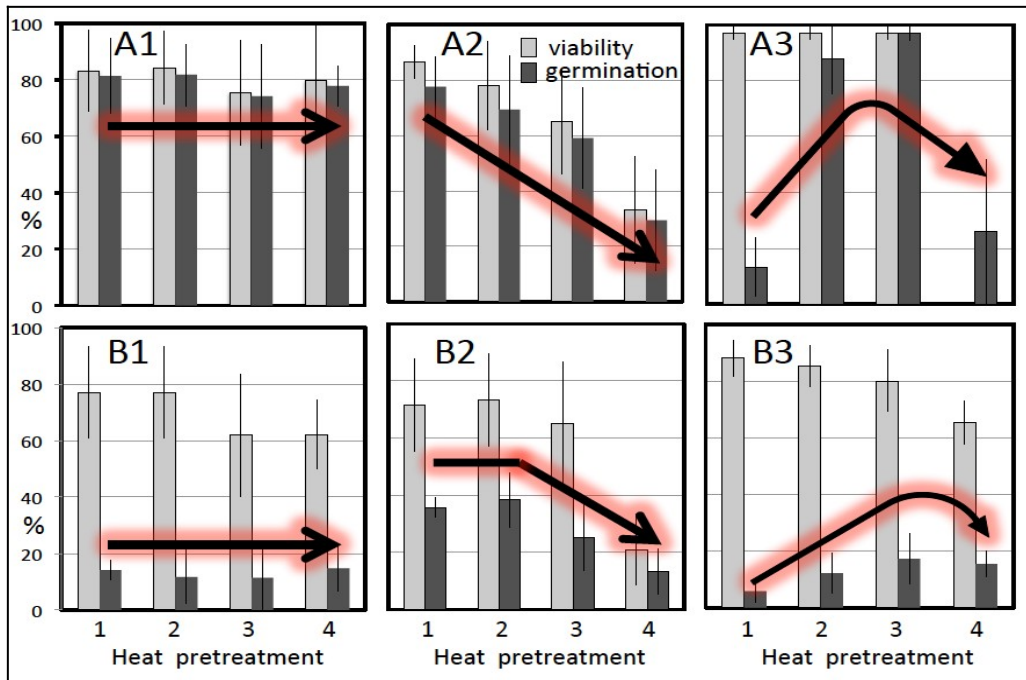 100
80
60
40
%
20
0
A1
A2
viability
germination
A3
100
80
60
40
%
20
0
B1
B2
B3
1 2 3 4
Heat pretreatment
1 2 3 4
Heat pretreatment
1 2 3 4
Heat pretreatment